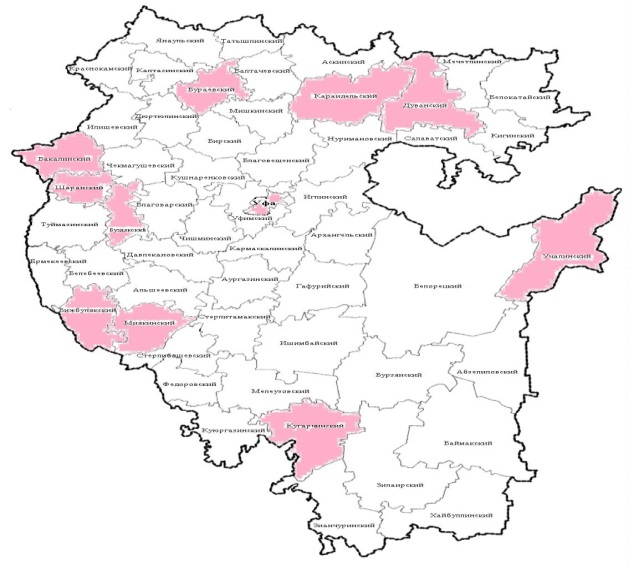 Янаульский
Татышлинский
Аскинский
Мечетлинский
Краснокамский
Калтасинский
Балтачевский
Бураевский
Караидельский
Белокатайский
Дуванский
Мишкинский
Дюртюлинский
Илишевский
Бирский
Нуримановский
Салаватский
Кигинский
Бакалинский
Чекмагушевский
Благовещенский
Кушнаренковский
Шаранский
Иглинский
Благоварский
Уфа
Уфимский
Туймазинский
Буздякский
Чишминский
Архангельский
Кармаскалинский
Давлекановский
Учалинский
Ермекеевский
Белебеевский
Аургазинский
Альшеевский
Гафурийский
Белорецкий
Бижбулякский
Миякинский
Стерлитамакский
Ишимбайский
Стерлибашевский
Абзелиловский
Бурзянский
Федоровский
Мелеузовский
Куюргазинский
Кугарчинский
Баймакский
Зилаирский
Хайбуллинский
Зианчуринский